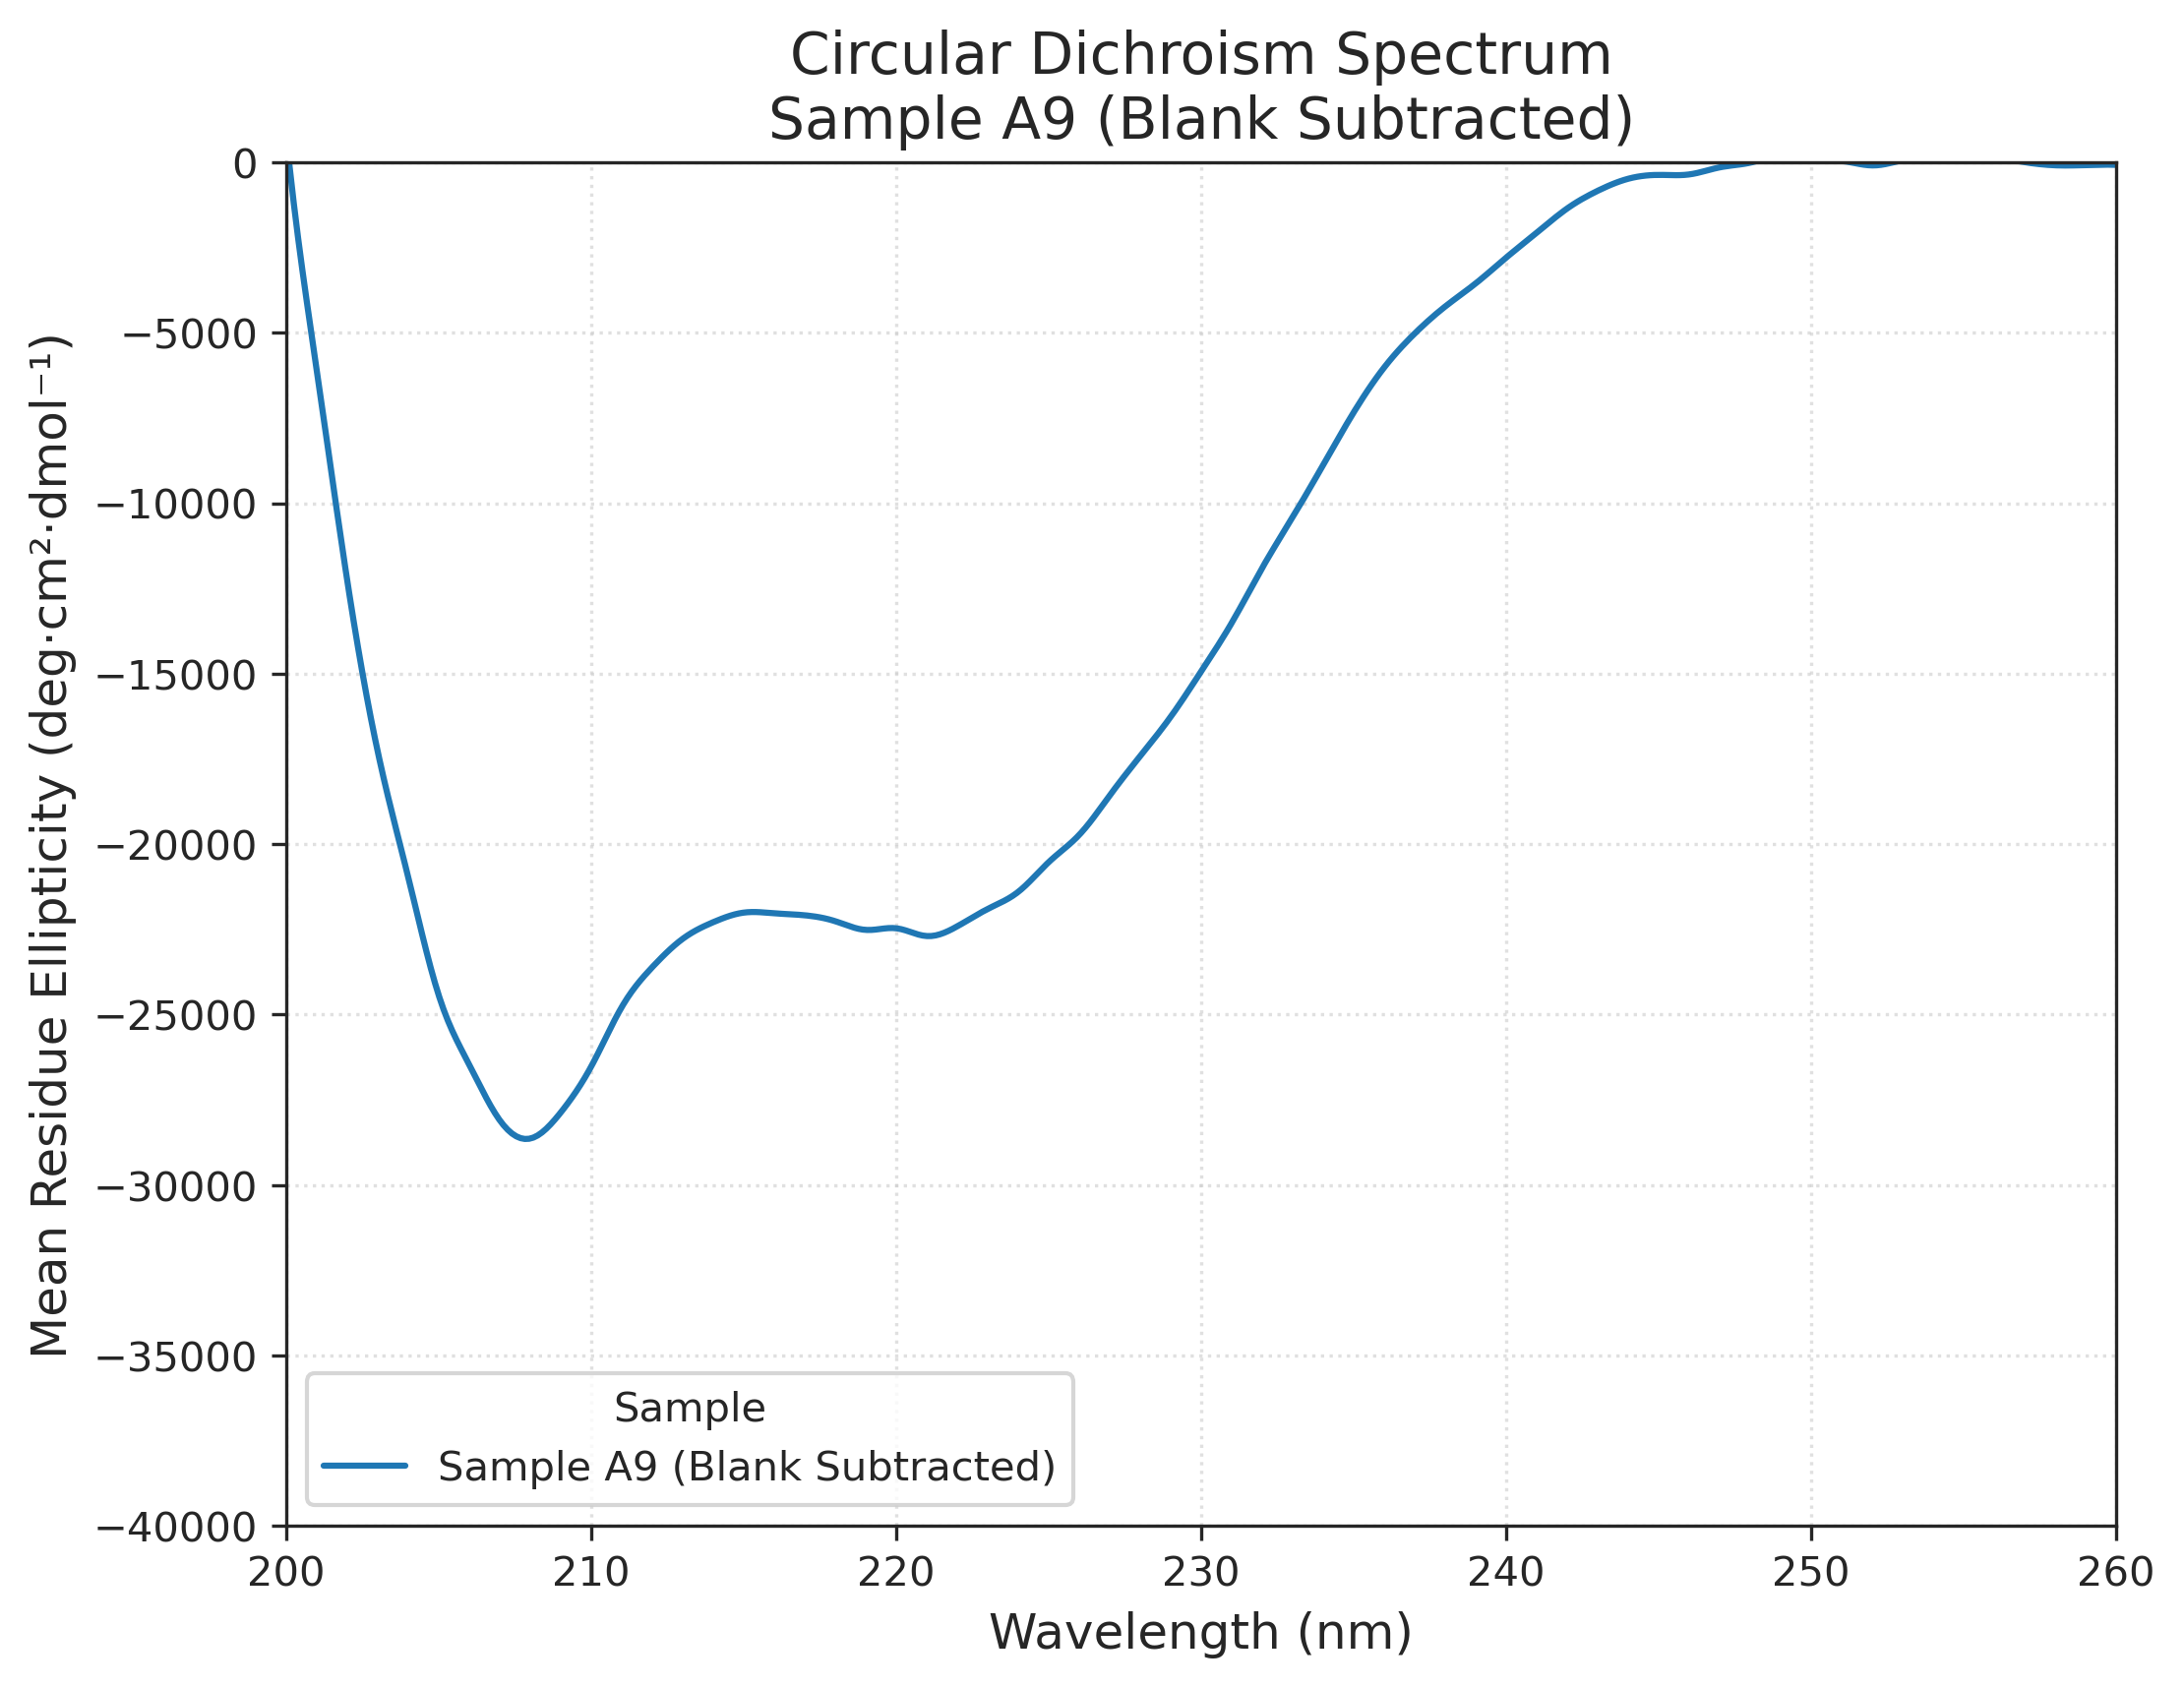 Circular Dichroism Spectrum
Sample A9 (Blank Subtracted)
Mean Residue Ellipticity (deg·cm²·dmol⁻¹)
0
−5000
−10000
−15000
−20000
−25000
−30000
−35000
−40000
Sample
Sample A9 (Blank Subtracted)
200 210 220 230 240 250 260
Wavelength (nm)